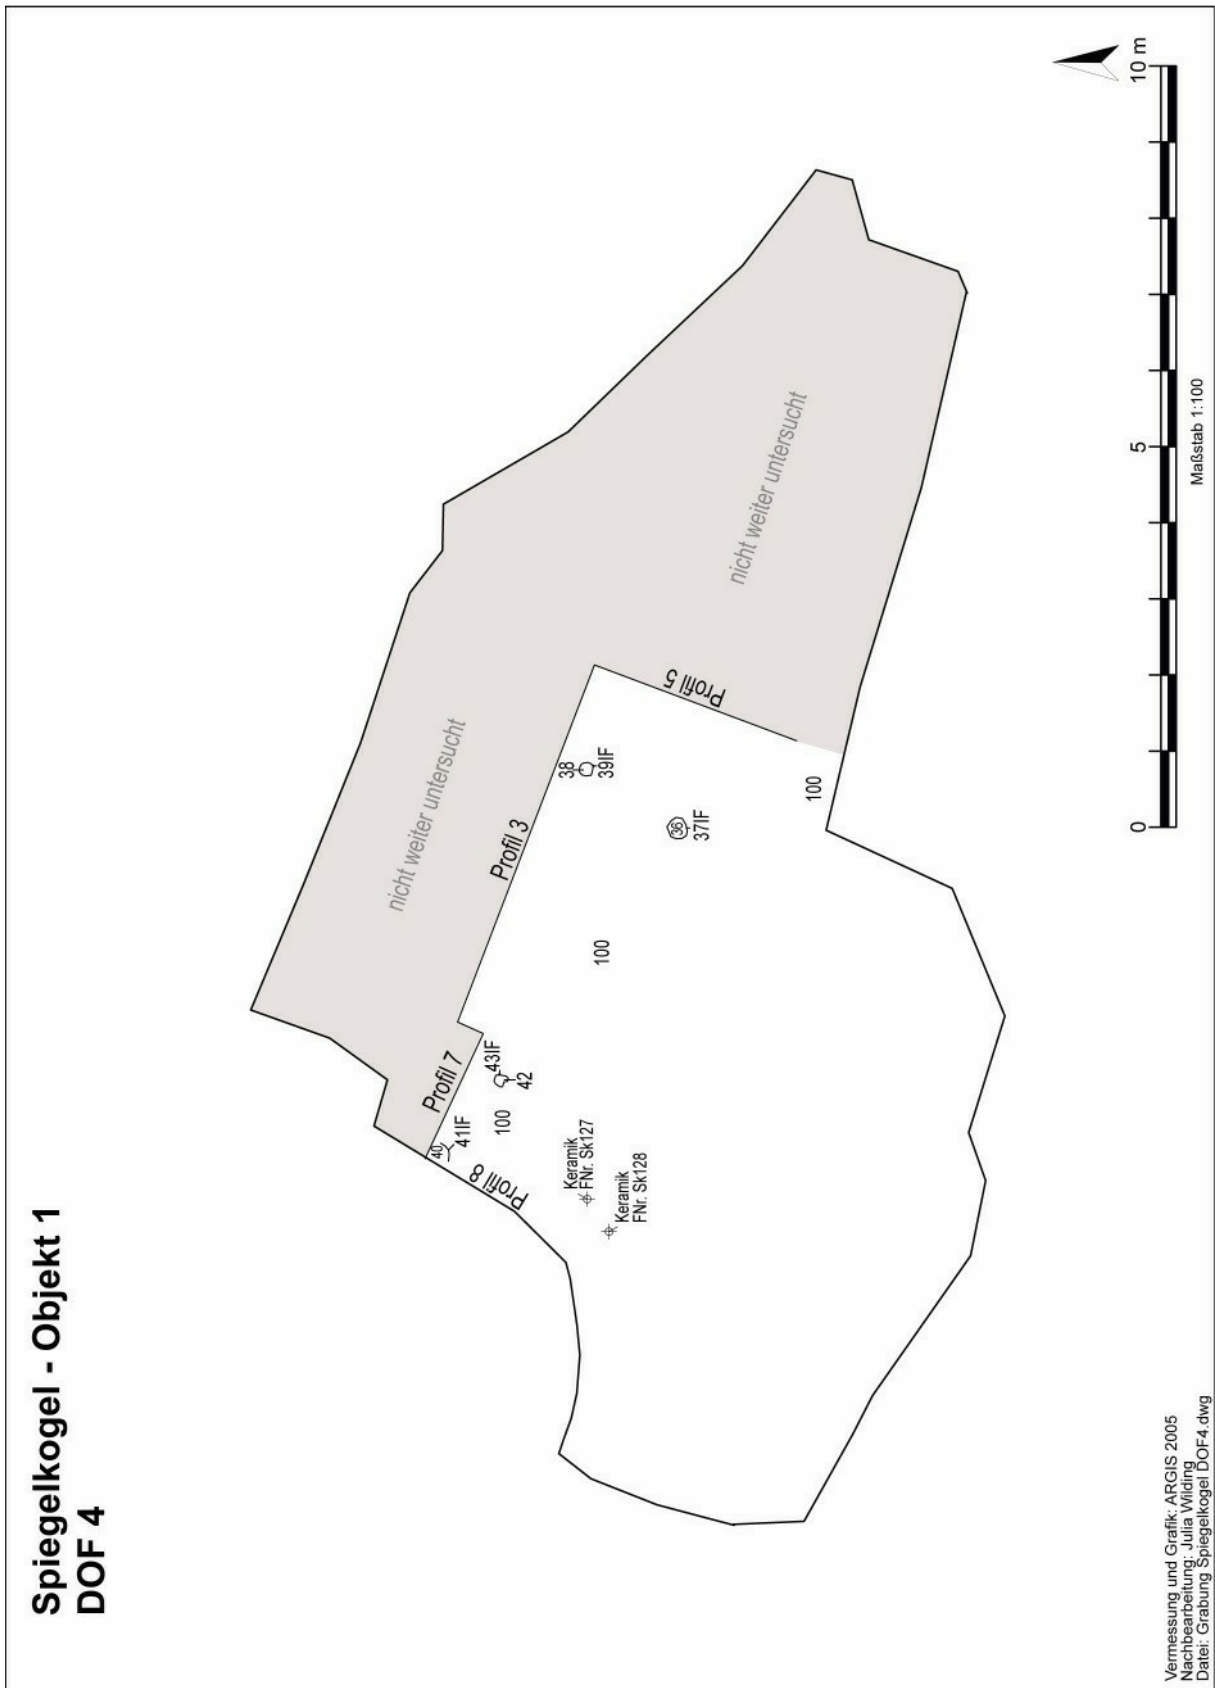 Spiegelkogel - Objekt 1
DOF 4
nicht weiter untersucht
Profil 7
Profil 3
40
41IF
43IF
42
100
Profil 8
Keramik
FNr. Sk127
Keramik
FNr. Sk128
100
38
39IF
36
37IF
Profil 5
100
nicht weiter untersucht
0
5
10 m
Maßstab 1:100
Vermessung und Grafik: ARGIS 2005
Nachbearbeitung: Julia Wilding
Datei: Grabung Spiegelkogel DOF4.dwg